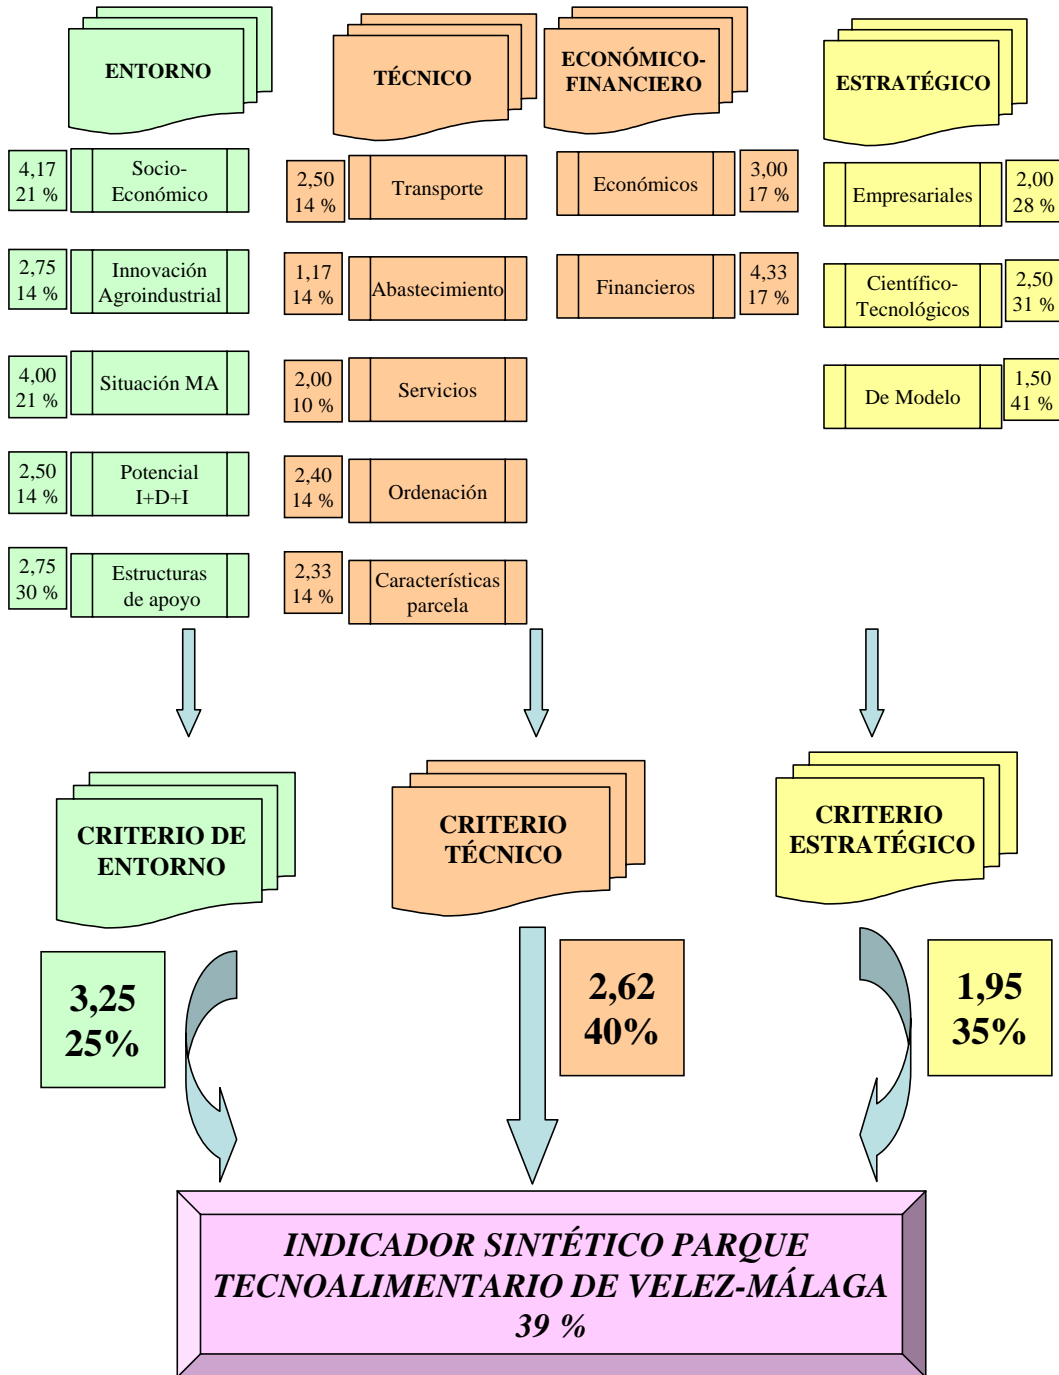 ENTORNO
4,17
21 %
Socio-
Económico
2,75
14 %
Innovación
Agroindustrial
4,00
21 %
Situación MA
2,50
14 %
Potencial
I+D+I
2,75
30 %
Estructuras
de apoyo
TÉCNICO
2,50
14 %
Transporte
1,17
14 %
Abastecimiento
2,00
10 %
Servicios
2,40
14 %
Ordenación
2,33
14 %
Características
parcela
ECONÓMICO-
FINANCIERO
Económicos
3,00
17 %
Financieros
4,33
17 %
ESTRATÉGICO
Empresariales
2,00
28 %
Científico-
Tecnológicos
2,50
31 %
De Modelo
1,50
41 %
CRITERIO DE
ENTORNO
3,25
25%
CRITERIO
TÉCNICO
2,62
40%
CRITERIO
ESTRATÉGICO
1,95
35%
INDICADOR SINTÉTICO PARQUE
TECNOALIMENTARIO DE VELEZ-MÁLAGA
39 %